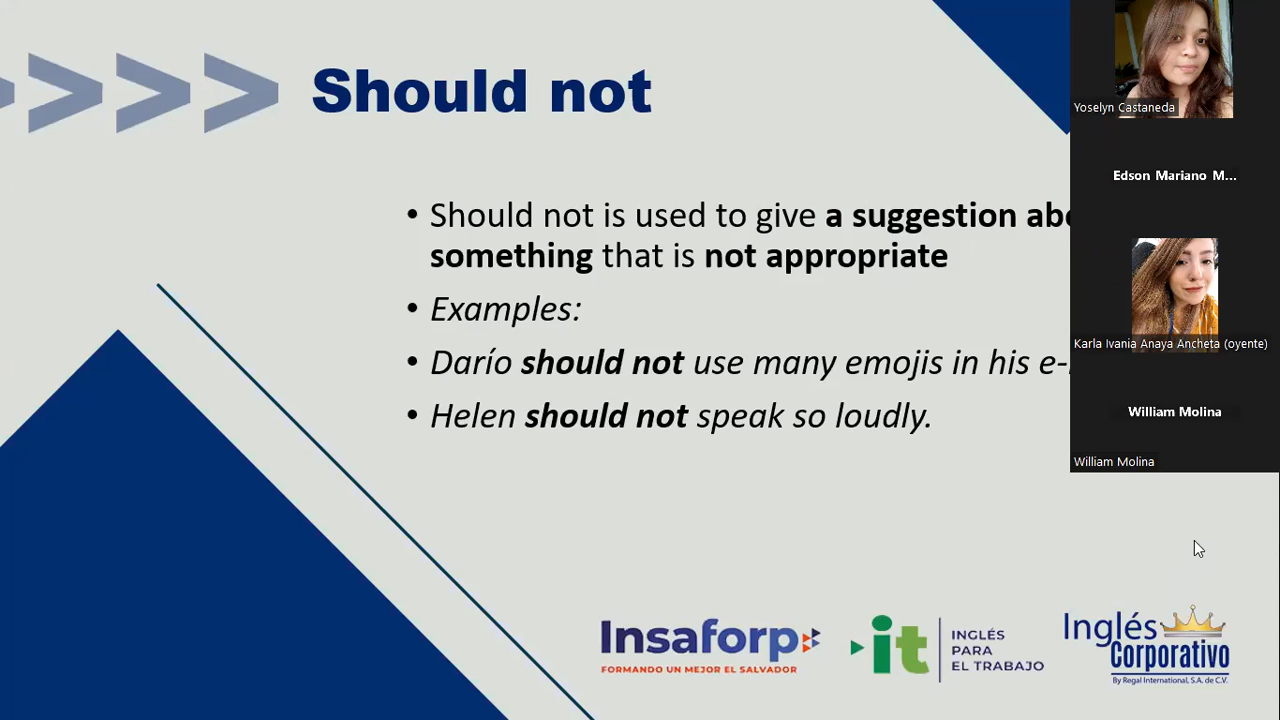 Should not
• Should not is used to give a suggestion
something that is not appropriate
• Examples:
• Darío should not use many emojis in his
• Helen should not speak so loudly.
Yoselyn Castaneda
Edson Mariano M...
Karla Ivania Anaya Ancheta (oyente)
William Molina
William Molina
Insaforp
FORMANDO UN MEJOR EL SALVADOR
it
INGLÉS
PARA
EL TRABAJO
Inglés
Corporativo
By Regal International, S.A. de C.V.